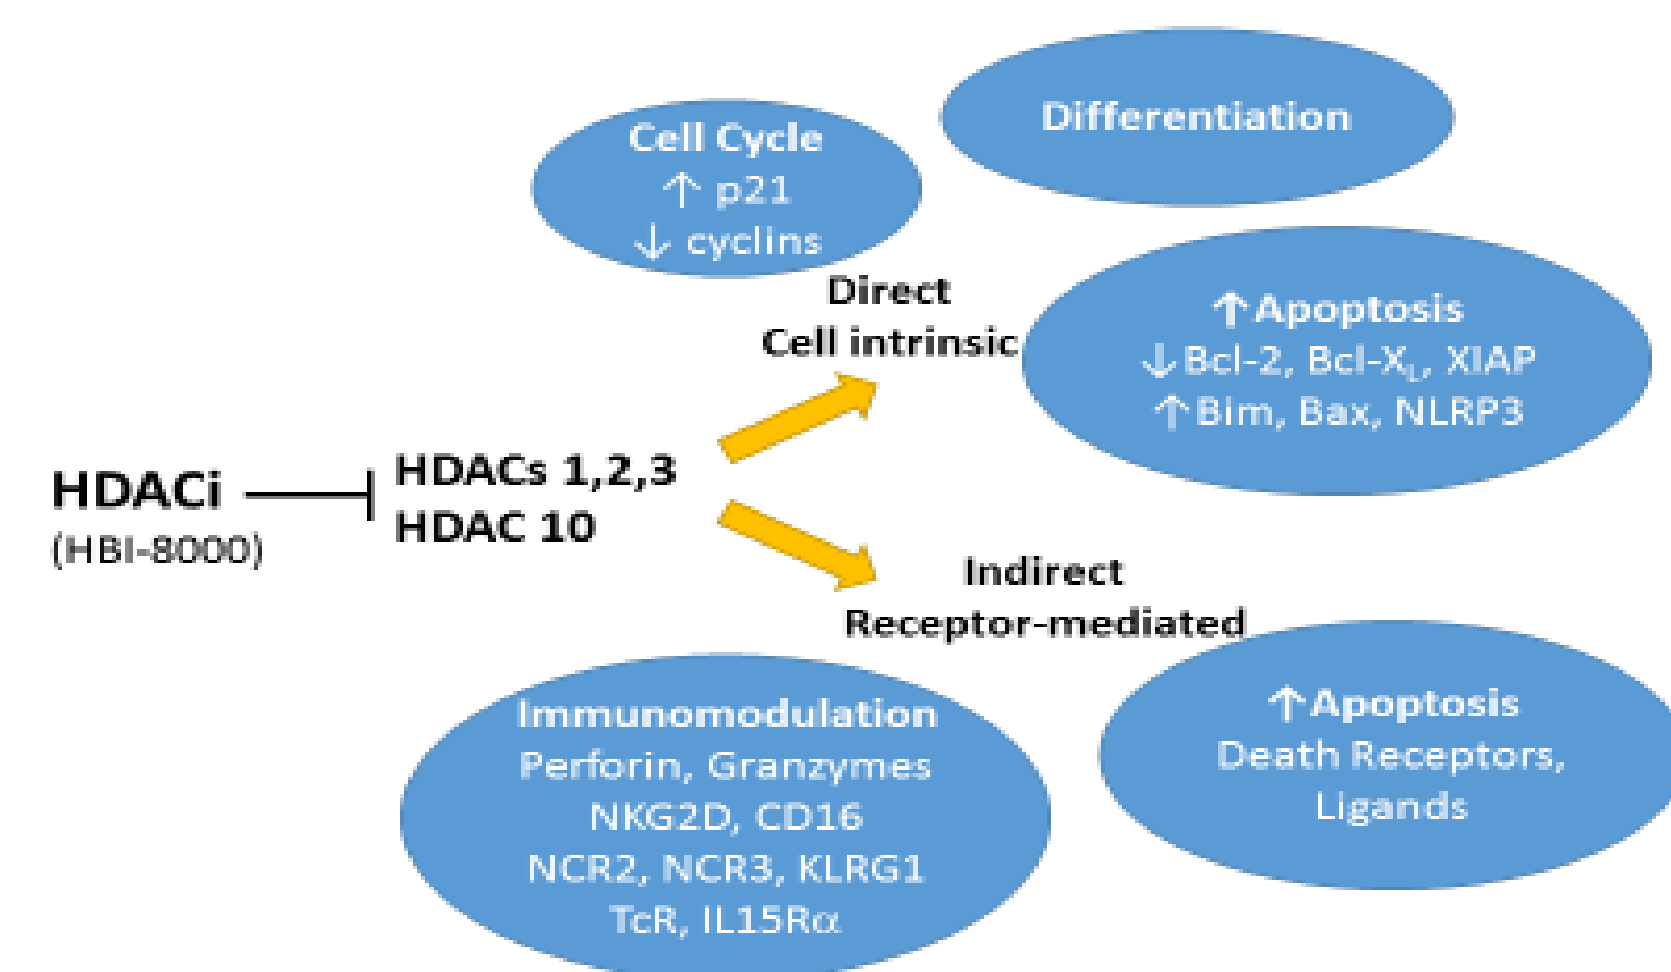 Differentiation
Cell Cycle
↑ p21
↓ cyclins
Direct
Cell intrinsic
↑Apoptosis
↓Bcl-2, Bcl-XL, XIAP
↑Bim, Bax, NLRP3
HDACi
(HBI-8000)
HDACs 1,2,3
HDAC 10
Indirect
Receptor-mediated
Immunomodulation
Perforin, Granzymes
NKG2D, CD16
NCR2, NCR3, KLRG1
TcR, IL15Rα
↑Apoptosis
Death Receptors,
Ligands